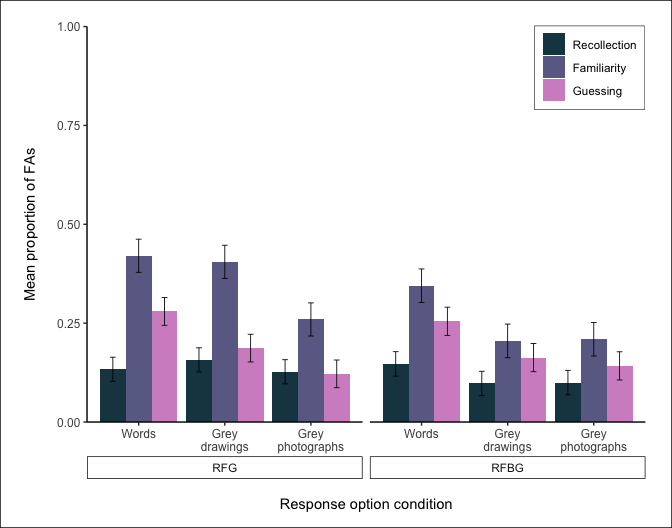 Mean proportion of FAs
1.00
0.75
0.50
0.25
0.00
Recollection
Familiarity
Guessing
Words
Grey
drawings
Grey
photographs
Words
Grey
drawings
Grey
photographs
RFG
RFBG
Response option condition